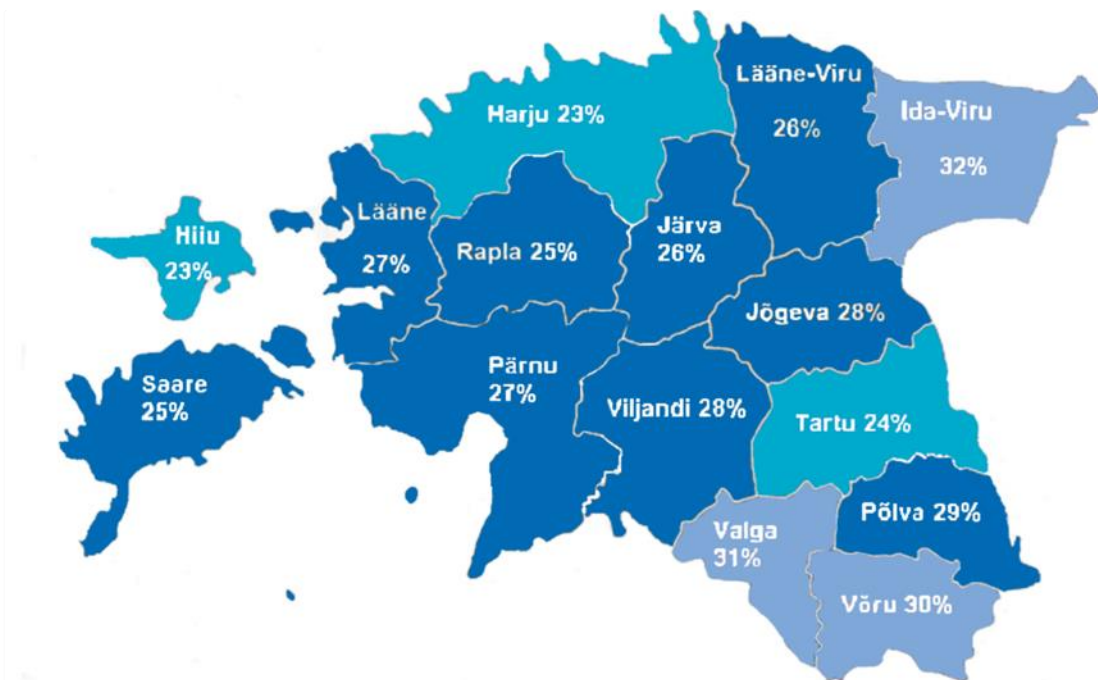 Lääne-Viru
26%
Harju 23%
Ida-Viru
32%
Lääne
27%
Hiiu
23%
Rapla 25%
Järva
26%
Jõgeva 28%
Saare
25%
Pärnu
27%
Viljandi 28%
Tartu 24%
Põlva 29%
Valga
31%
Võru 30%